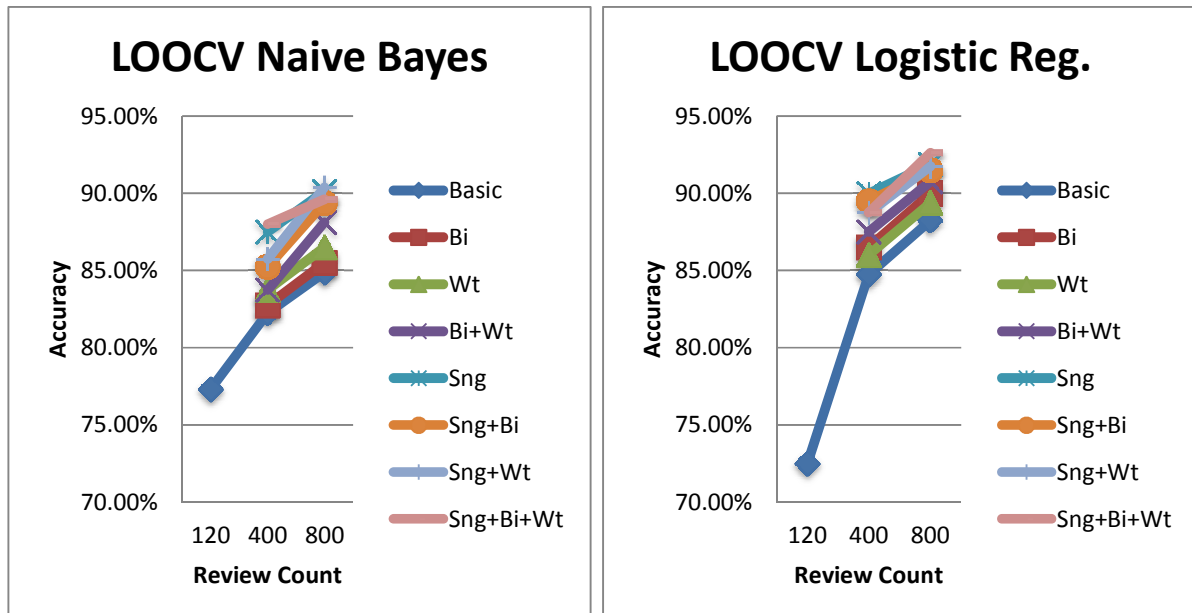 LOOCV Naive Bayes
95.00%
90.00%
85.00%
80.00%
75.00%
70.00%
Accuracy
120 400 800
Review Count
Basic
Bi
Wt
Bi+Wt
Sng
Sng+Bi
Sng+Wt
Sng+Bi+Wt
LOOCV Logistic Reg.
95.00%
90.00%
85.00%
80.00%
75.00%
70.00%
Accuracy
120 400 800
Review Count
Basic
Bi
Wt
Bi+Wt
Sng
Sng+Bi
Sng+Wt
Sng+Bi+Wt